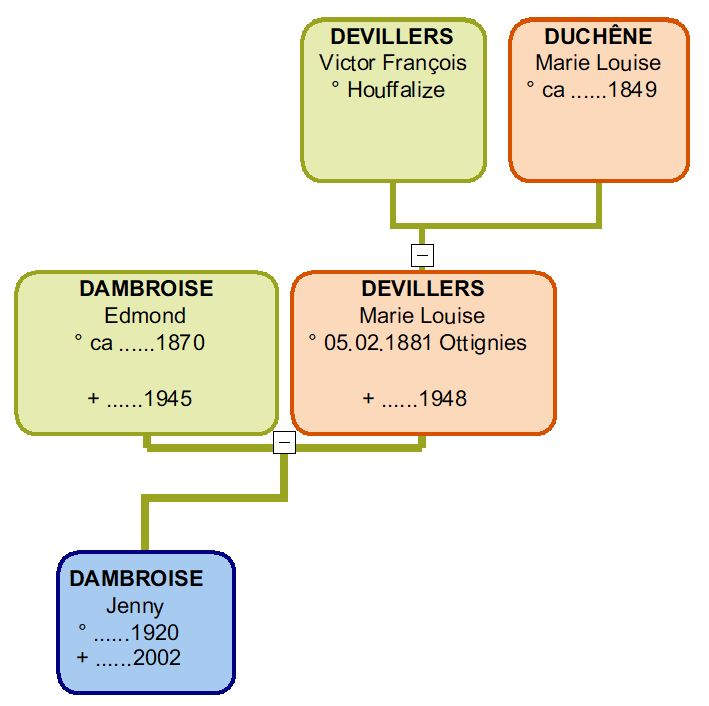 DEVILLERS
Victor François
° Houffalize
DUCHÊNE
Marie Louise
° ca ......1849
DAMBROISE
Edmond
° ca ......1870
+ ......1945
DEVILLERS
Marie Louise
° 05.02.1881 Ottignies
+ ......1948
DAMBROISE
Jenny
° ......1920
+ ......2002